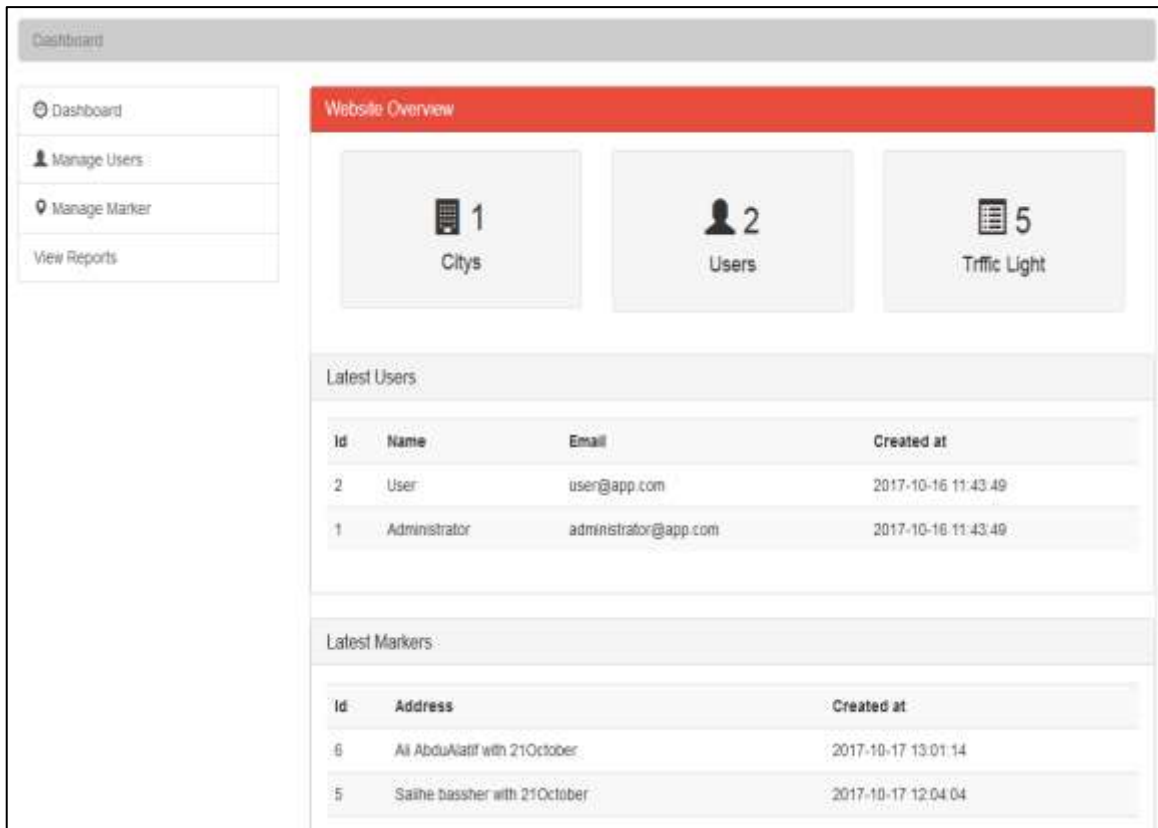 Dashboard
Dashboard
Manage Users
Manage Marker
View Reports
Website Overview
1
Citys
2
Users
5
Trffic Light
Latest Users
Id Name Email Created at
2 User user@app.com 2017-10-16 11:43:49
1 Administrator administrator@app.com 2017-10-16 11:43:49
Latest Markers
Id Address Created at
6 Ali AbduAlatif with 21October 2017-10-17 13:01:14
5 Salhe bassher with 21October 2017-10-17 12:04:04